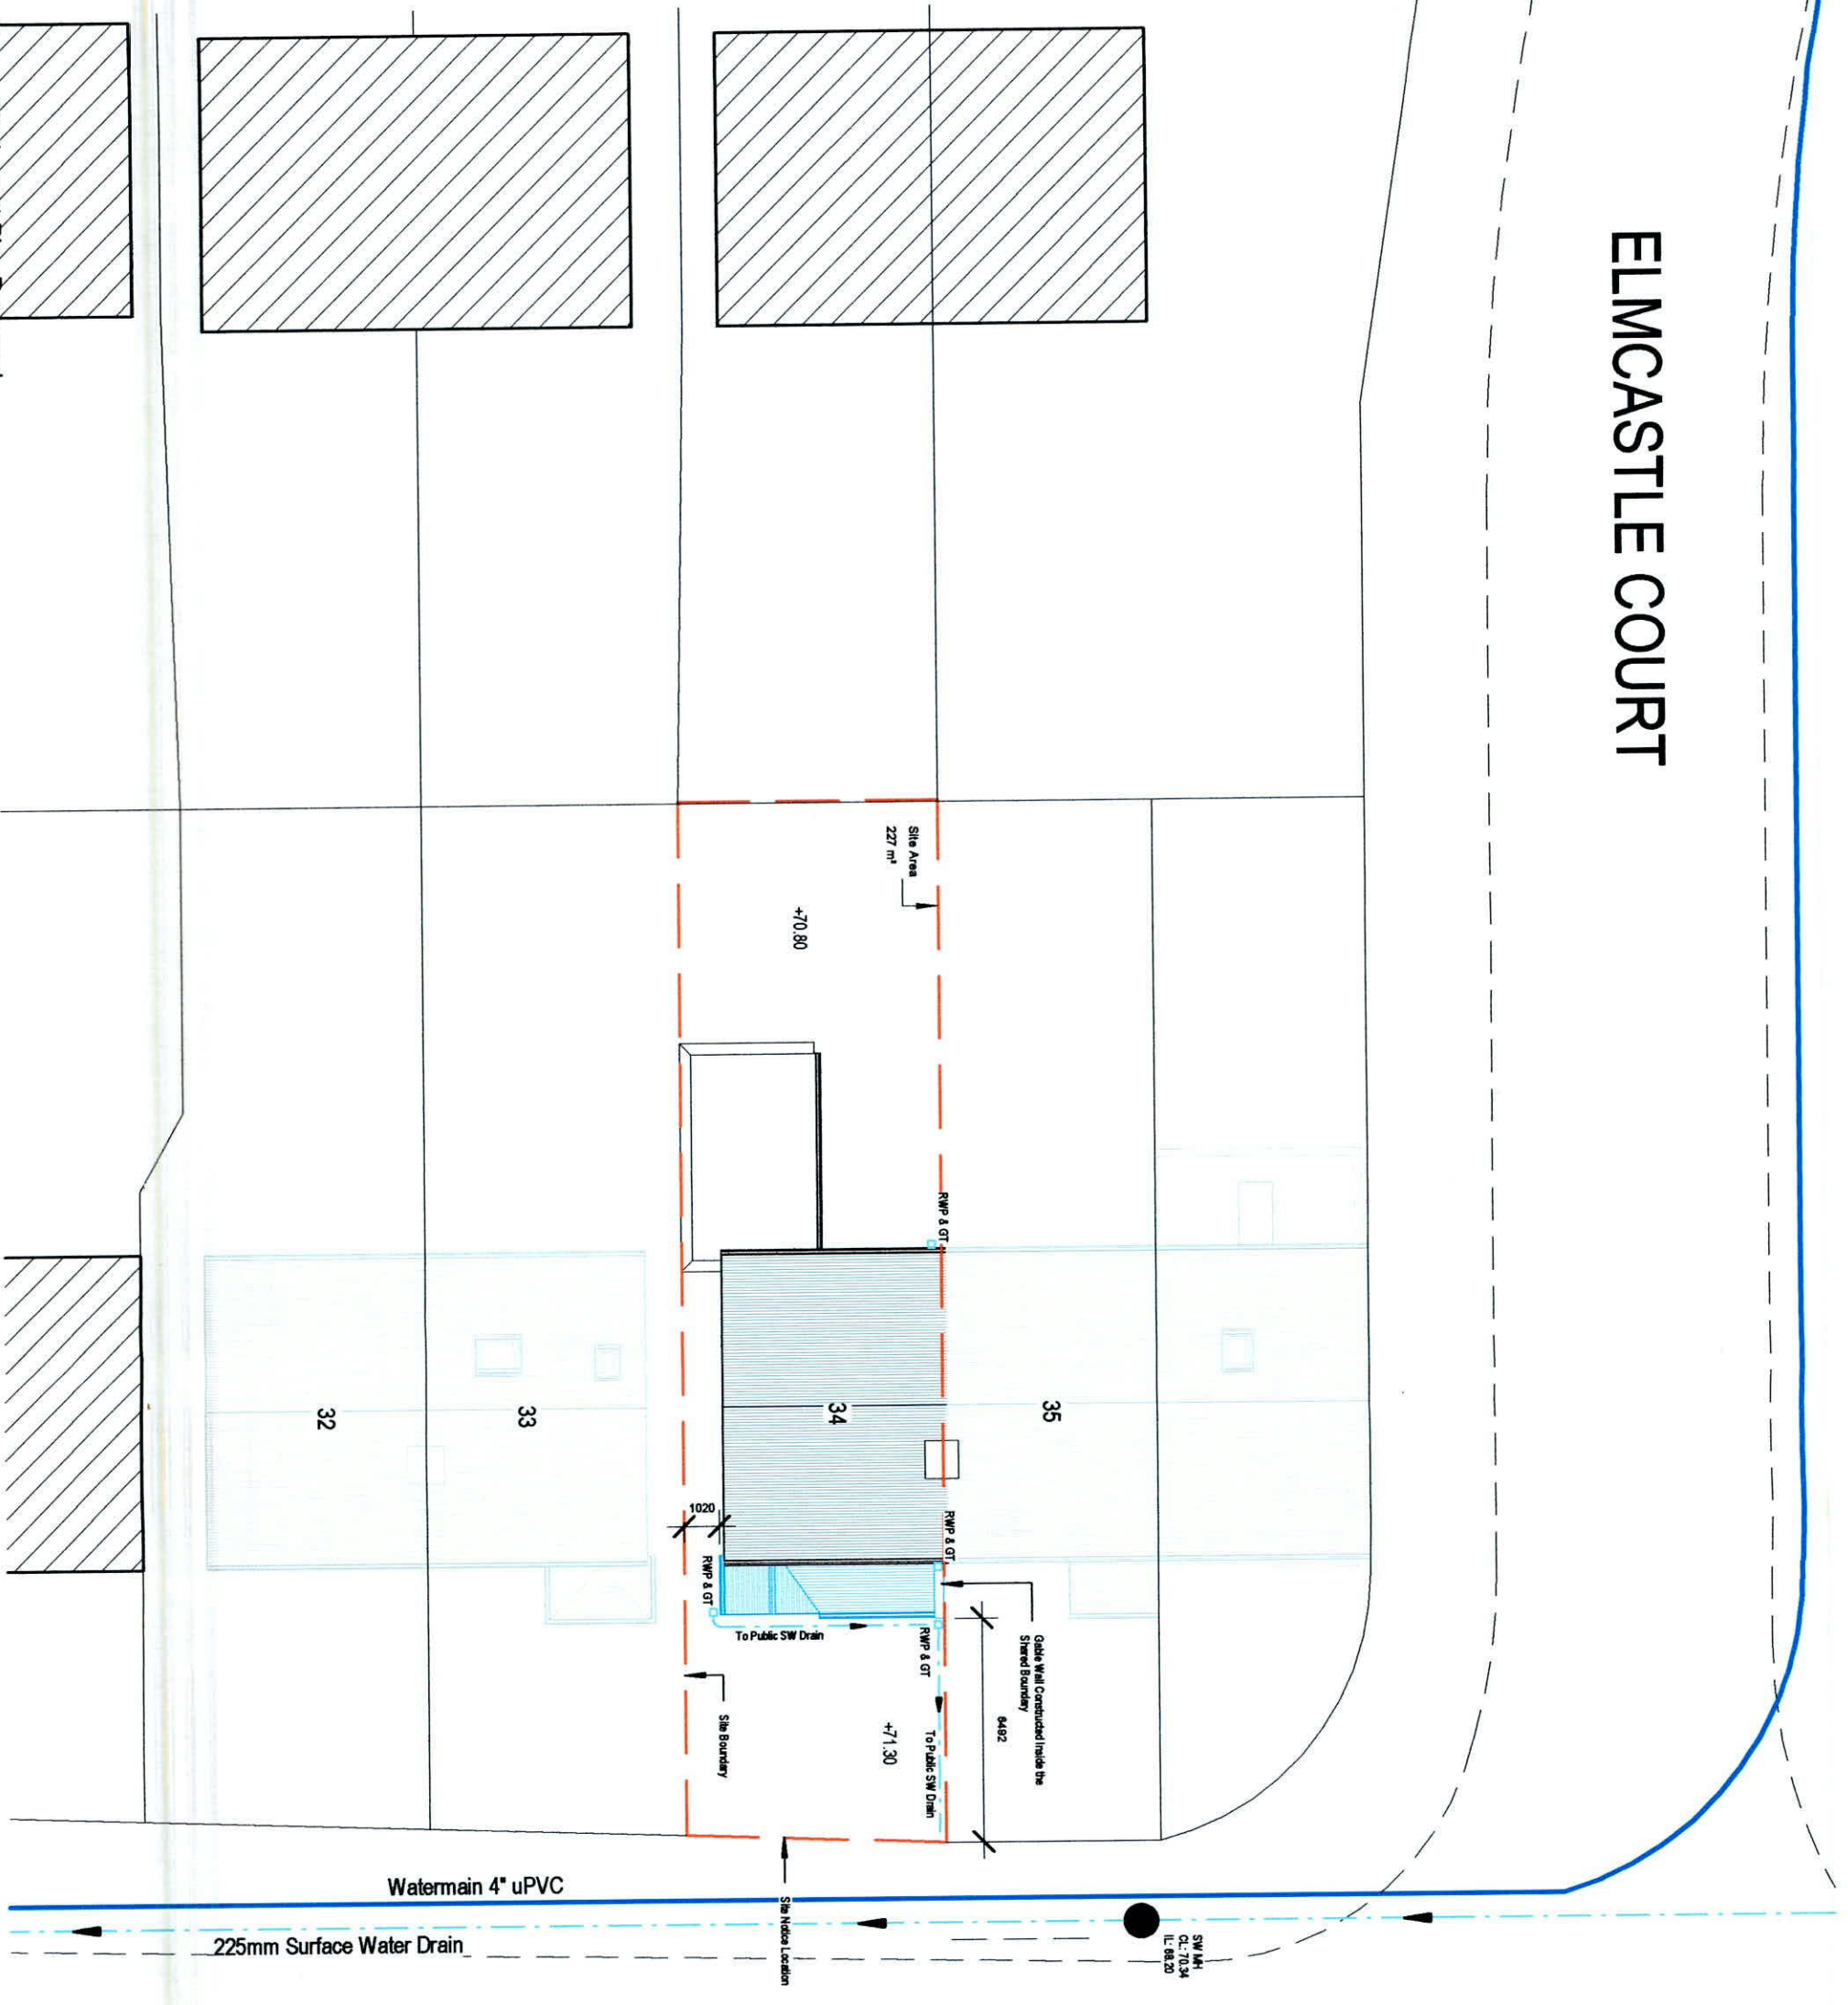 ELMCASTLE COURT
Site Area
227 m²
+70.80
RWP & GT
32
33
34
35
1020
RWP & GT
RWP & GT
To Public SW Drain
RWP & GT
Gable Wall Constructed Inside the
Shared Boundary
6492
Site Boundary
+71.30
To Public SW Drain
Watermain 4" uPVC
Site Notice Location
225mm Surface Water Drain
SW MH
CL: 70.34
IL: 68.20